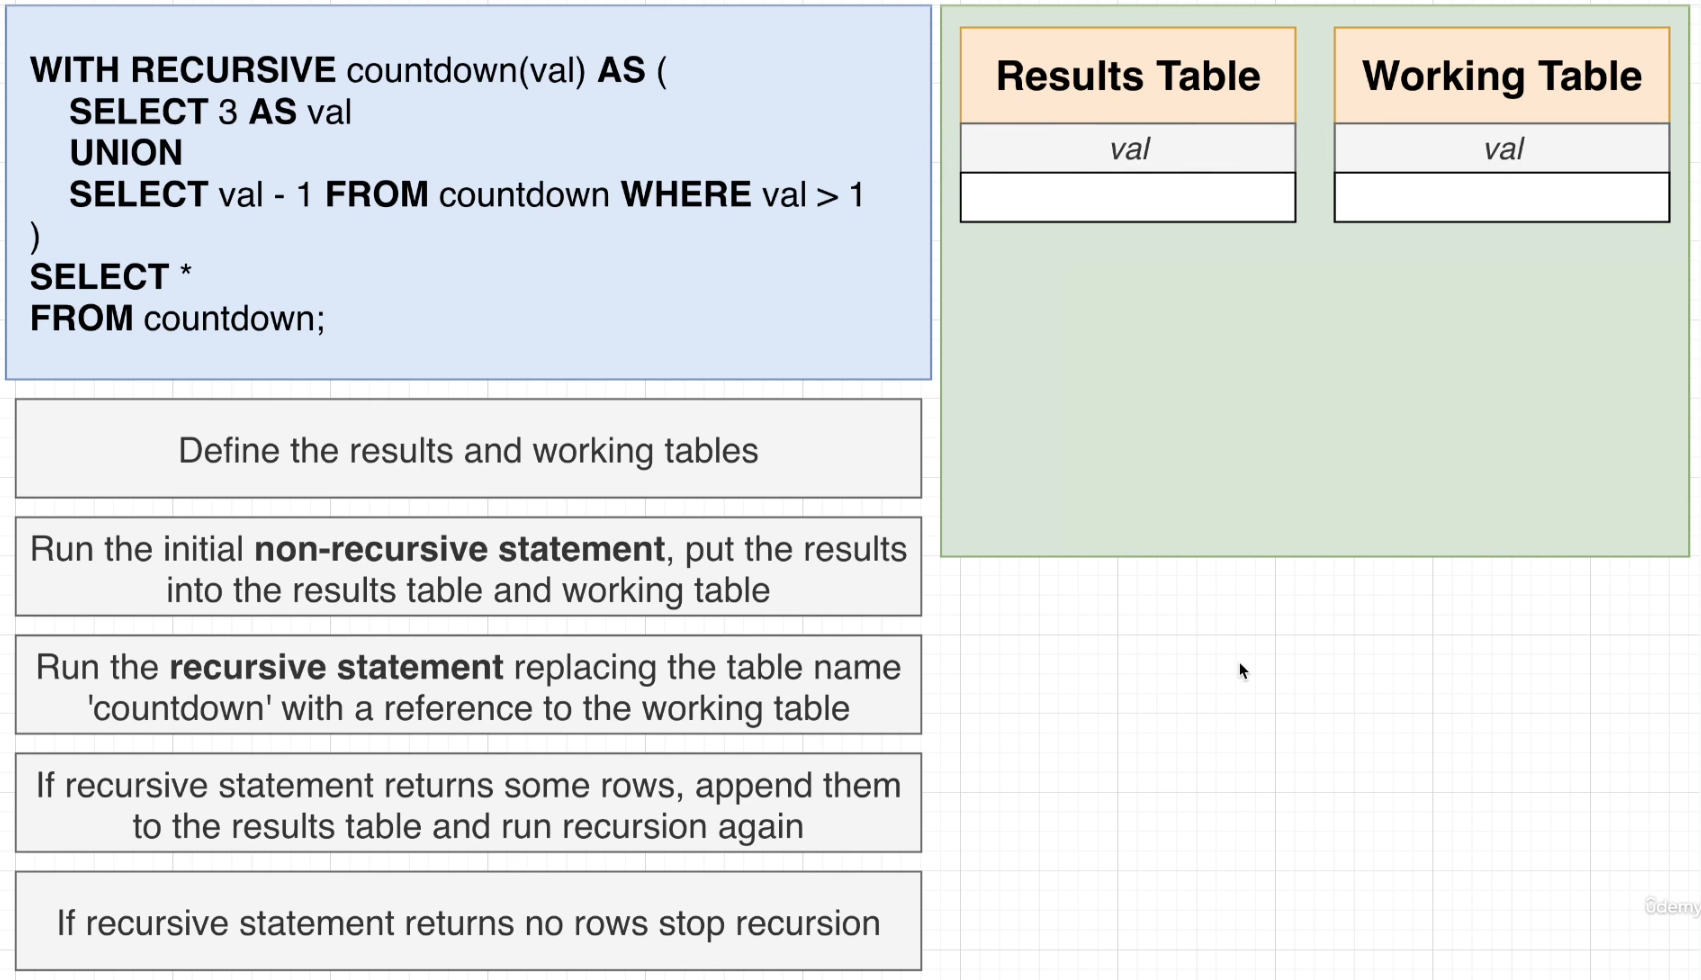 WITH RECURSIVE countdown(val) AS (
SELECT 3 AS val
UNION
SELECT val - 1 FROM countdown WHERE val > 1
)
SELECT *
FROM countdown;
Results Table
val
Working Table
val
Define the results and working tables
Run the initial non-recursive statement, put the results
into the results table and working table
Run the recursive statement replacing the table name
'countdown' with a reference to the working table
If recursive statement returns some rows, append them
to the results table and run recursion again
If recursive statement returns no rows stop recursion
ûdemy